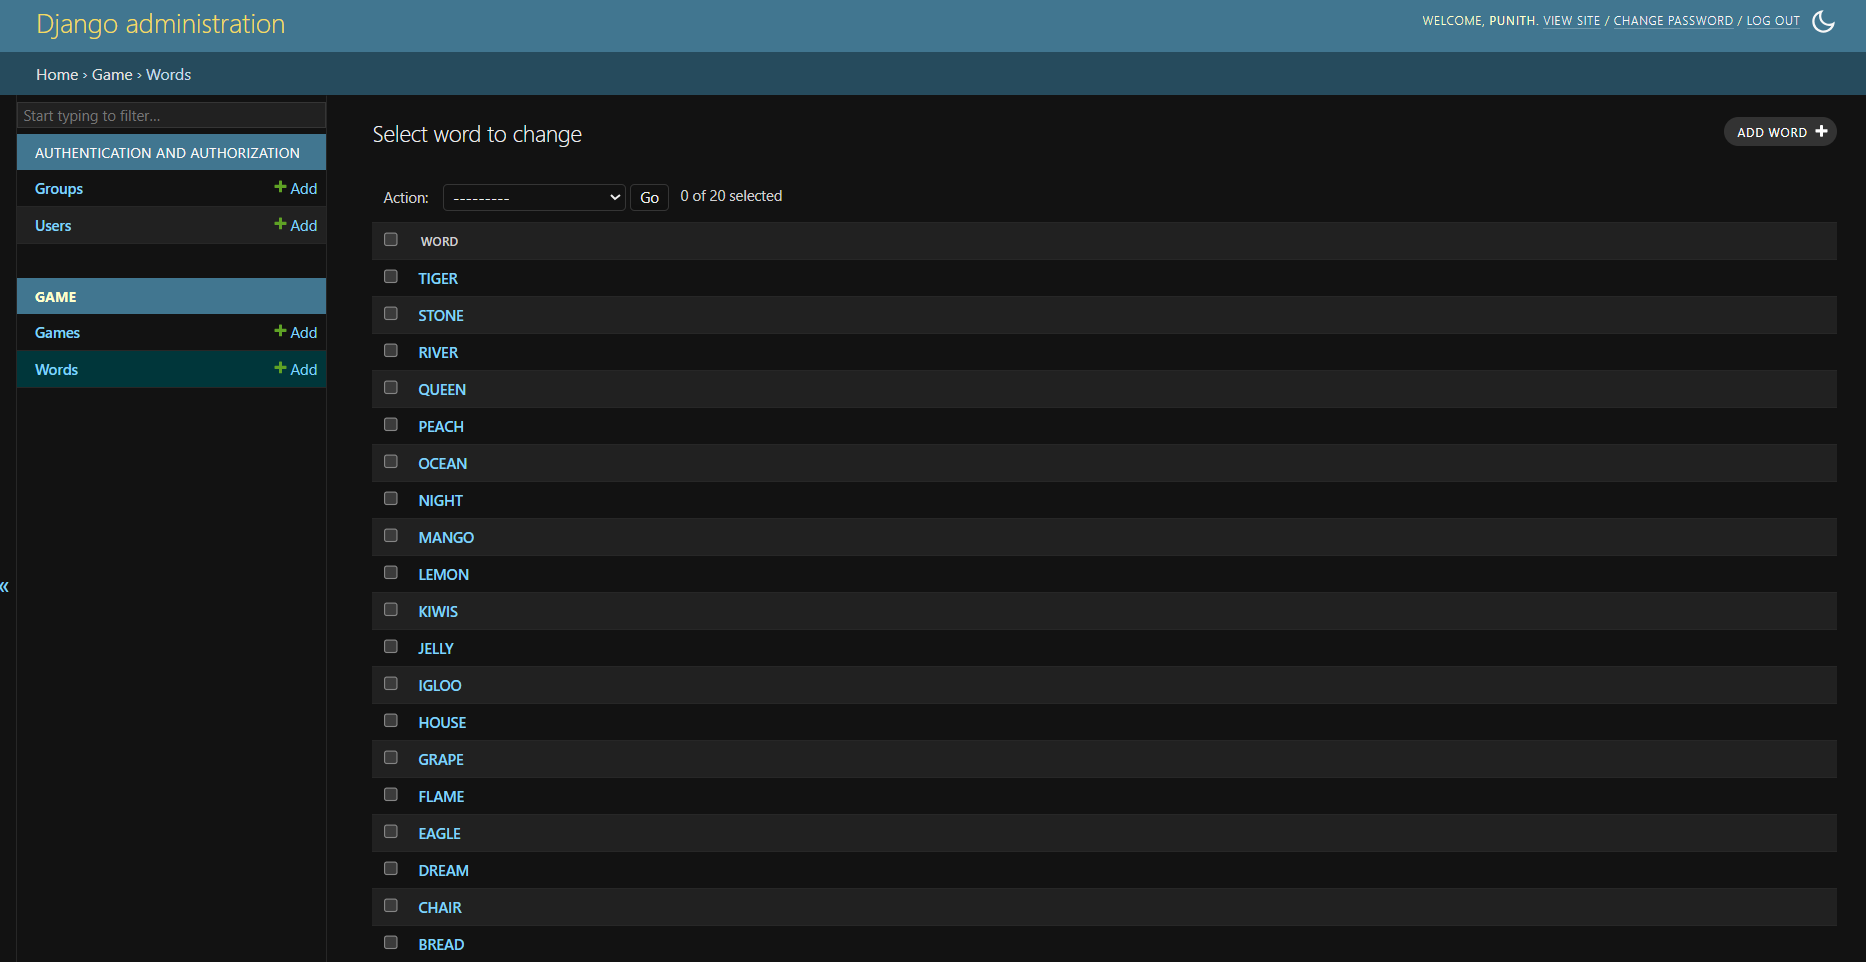 Django administration
WELCOME, PUNITH. VIEW SITE / CHANGE PASSWORD / LOG OUT
Home › Game › Words
Start typing to filter...
AUTHENTICATION AND AUTHORIZATION
Groups + Add
Users + Add
GAME
Games + Add
Words + Add
«
Select word to change
ADD WORD +
Action: --------- Go 0 of 20 selected
WORD
TIGER
STONE
RIVER
QUEEN
PEACH
OCEAN
NIGHT
MANGO
LEMON
KIWIS
JELLY
IGLOO
HOUSE
GRAPE
FLAME
EAGLE
DREAM
CHAIR
BREAD